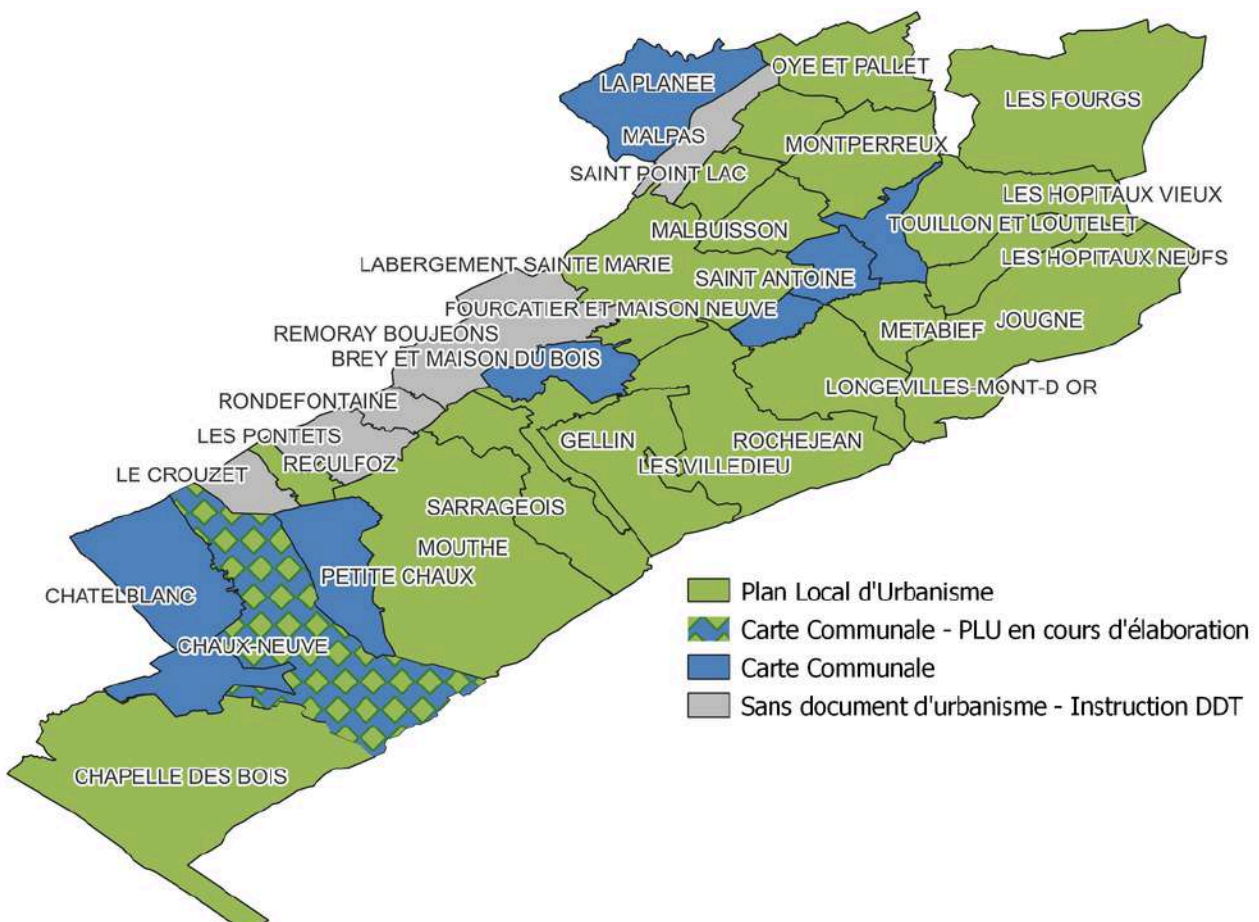 OYE ET PALLET
LA PLANEE
LES FOURGS
MALPAS
MONTPERREUX
SAINT POINT LAC
LES HOPITAUX VIEUX
TOUILLON ET LOUTELET
MALBUISSON
LES HOPITAUX NEUFS
LABERGEMENT SAINTE MARIE
SAINT ANTOINE
FOURCATIER ET MAISON NEUVE
JOUGNE
METABIEF
REMORAY BOUJEONS
BREY ET MAISON DU BOIS
LONGEVILLES-MONT-D OR
RONDEFONTAINE
LES PONTETS
GELLIN
ROCHEJEAN
RECULFOZ
LES VILLEDIEU
LE CROUZET
SARRAGEOIS
MOUTHE
PETITE CHAUX
CHATELBLANC
CHAUX-NEUVE
CHAPELLE DES BOIS
Plan Local d'Urbanisme
Carte Communale - PLU en cours d'élaboration
Carte Communale
Sans document d'urbanisme - Instruction DDT